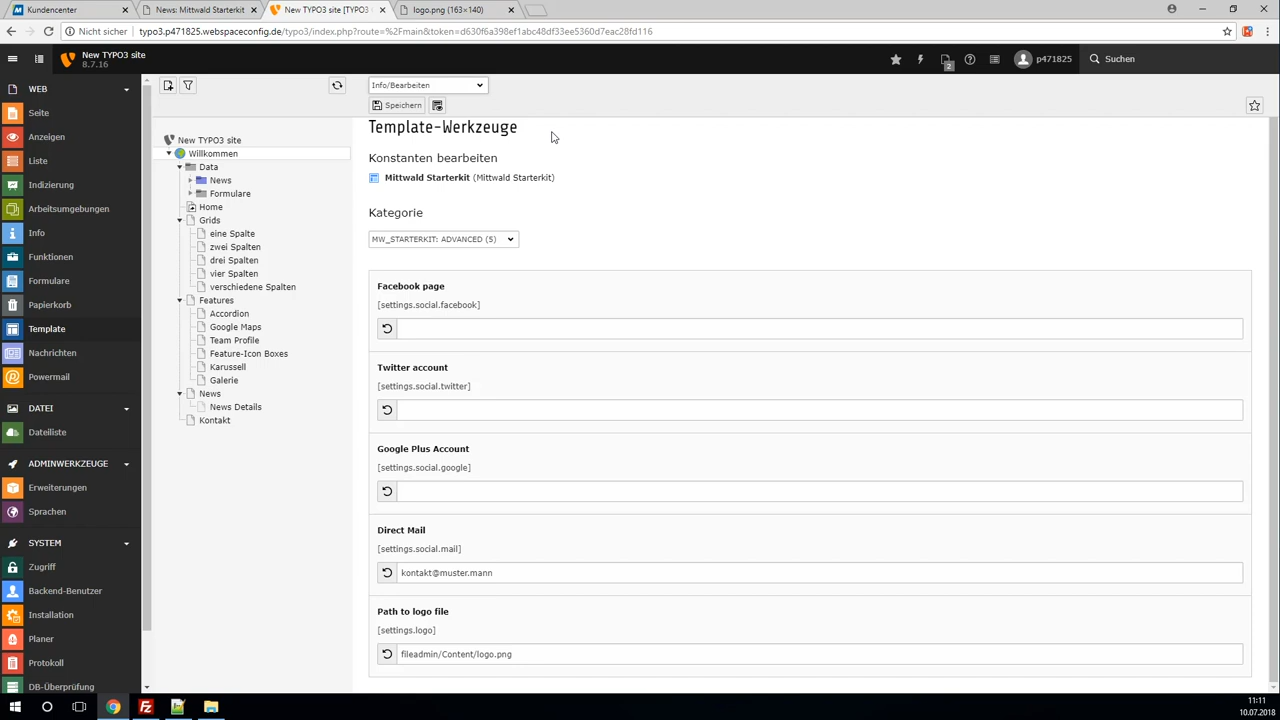 Kundencenter
News: Mittwald Starterkit
New TYPO3 site [TYPO3
logo.png (163×140)
Nicht sicher
typo3.p471825.webspaceconfig.de/typo3/index.php?route=%2Fmain&token=d630f6a398ef1abc48df33ee5360d7eac28fd116
New TYPO3 site
8.7.16
2
p471825
Suchen
WEB
Seite
Anzeigen
Liste
Indizierung
Arbeitsumgebungen
Info
Funktionen
Formulare
Papierkorb
Template
Nachrichten
Powermail
DATEI
Dateiliste
ADMINWERKZEUGE
Erweiterungen
Sprachen
SYSTEM
Zugriff
Backend-Benutzer
Installation
Planer
Protokoll
DB-Überprüfung
New TYPO3 site
Willkommen
Data
News
Formulare
Home
Grids
eine Spalte
zwei Spalten
drei Spalten
vier Spalten
verschiedene Spalten
Features
Accordion
Google Maps
Team Profile
Feature-Icon Boxes
Karussell
Galerie
News
News Details
Kontakt
Info/Bearbeiten
Speichern
Template-Werkzeuge
Konstanten bearbeiten
Mittwald Starterkit (Mittwald Starterkit)
Kategorie
MW_STARTERKIT: ADVANCED (5)
Facebook page
[settings.social.facebook]
Twitter account
[settings.social.twitter]
Google Plus Account
[settings.social.google]
Direct Mail
[settings.social.mail]
kontakt@muster.mann
Path to logo file
[settings.logo]
fileadmin/Content/logo.png
11:11
10.07.2018